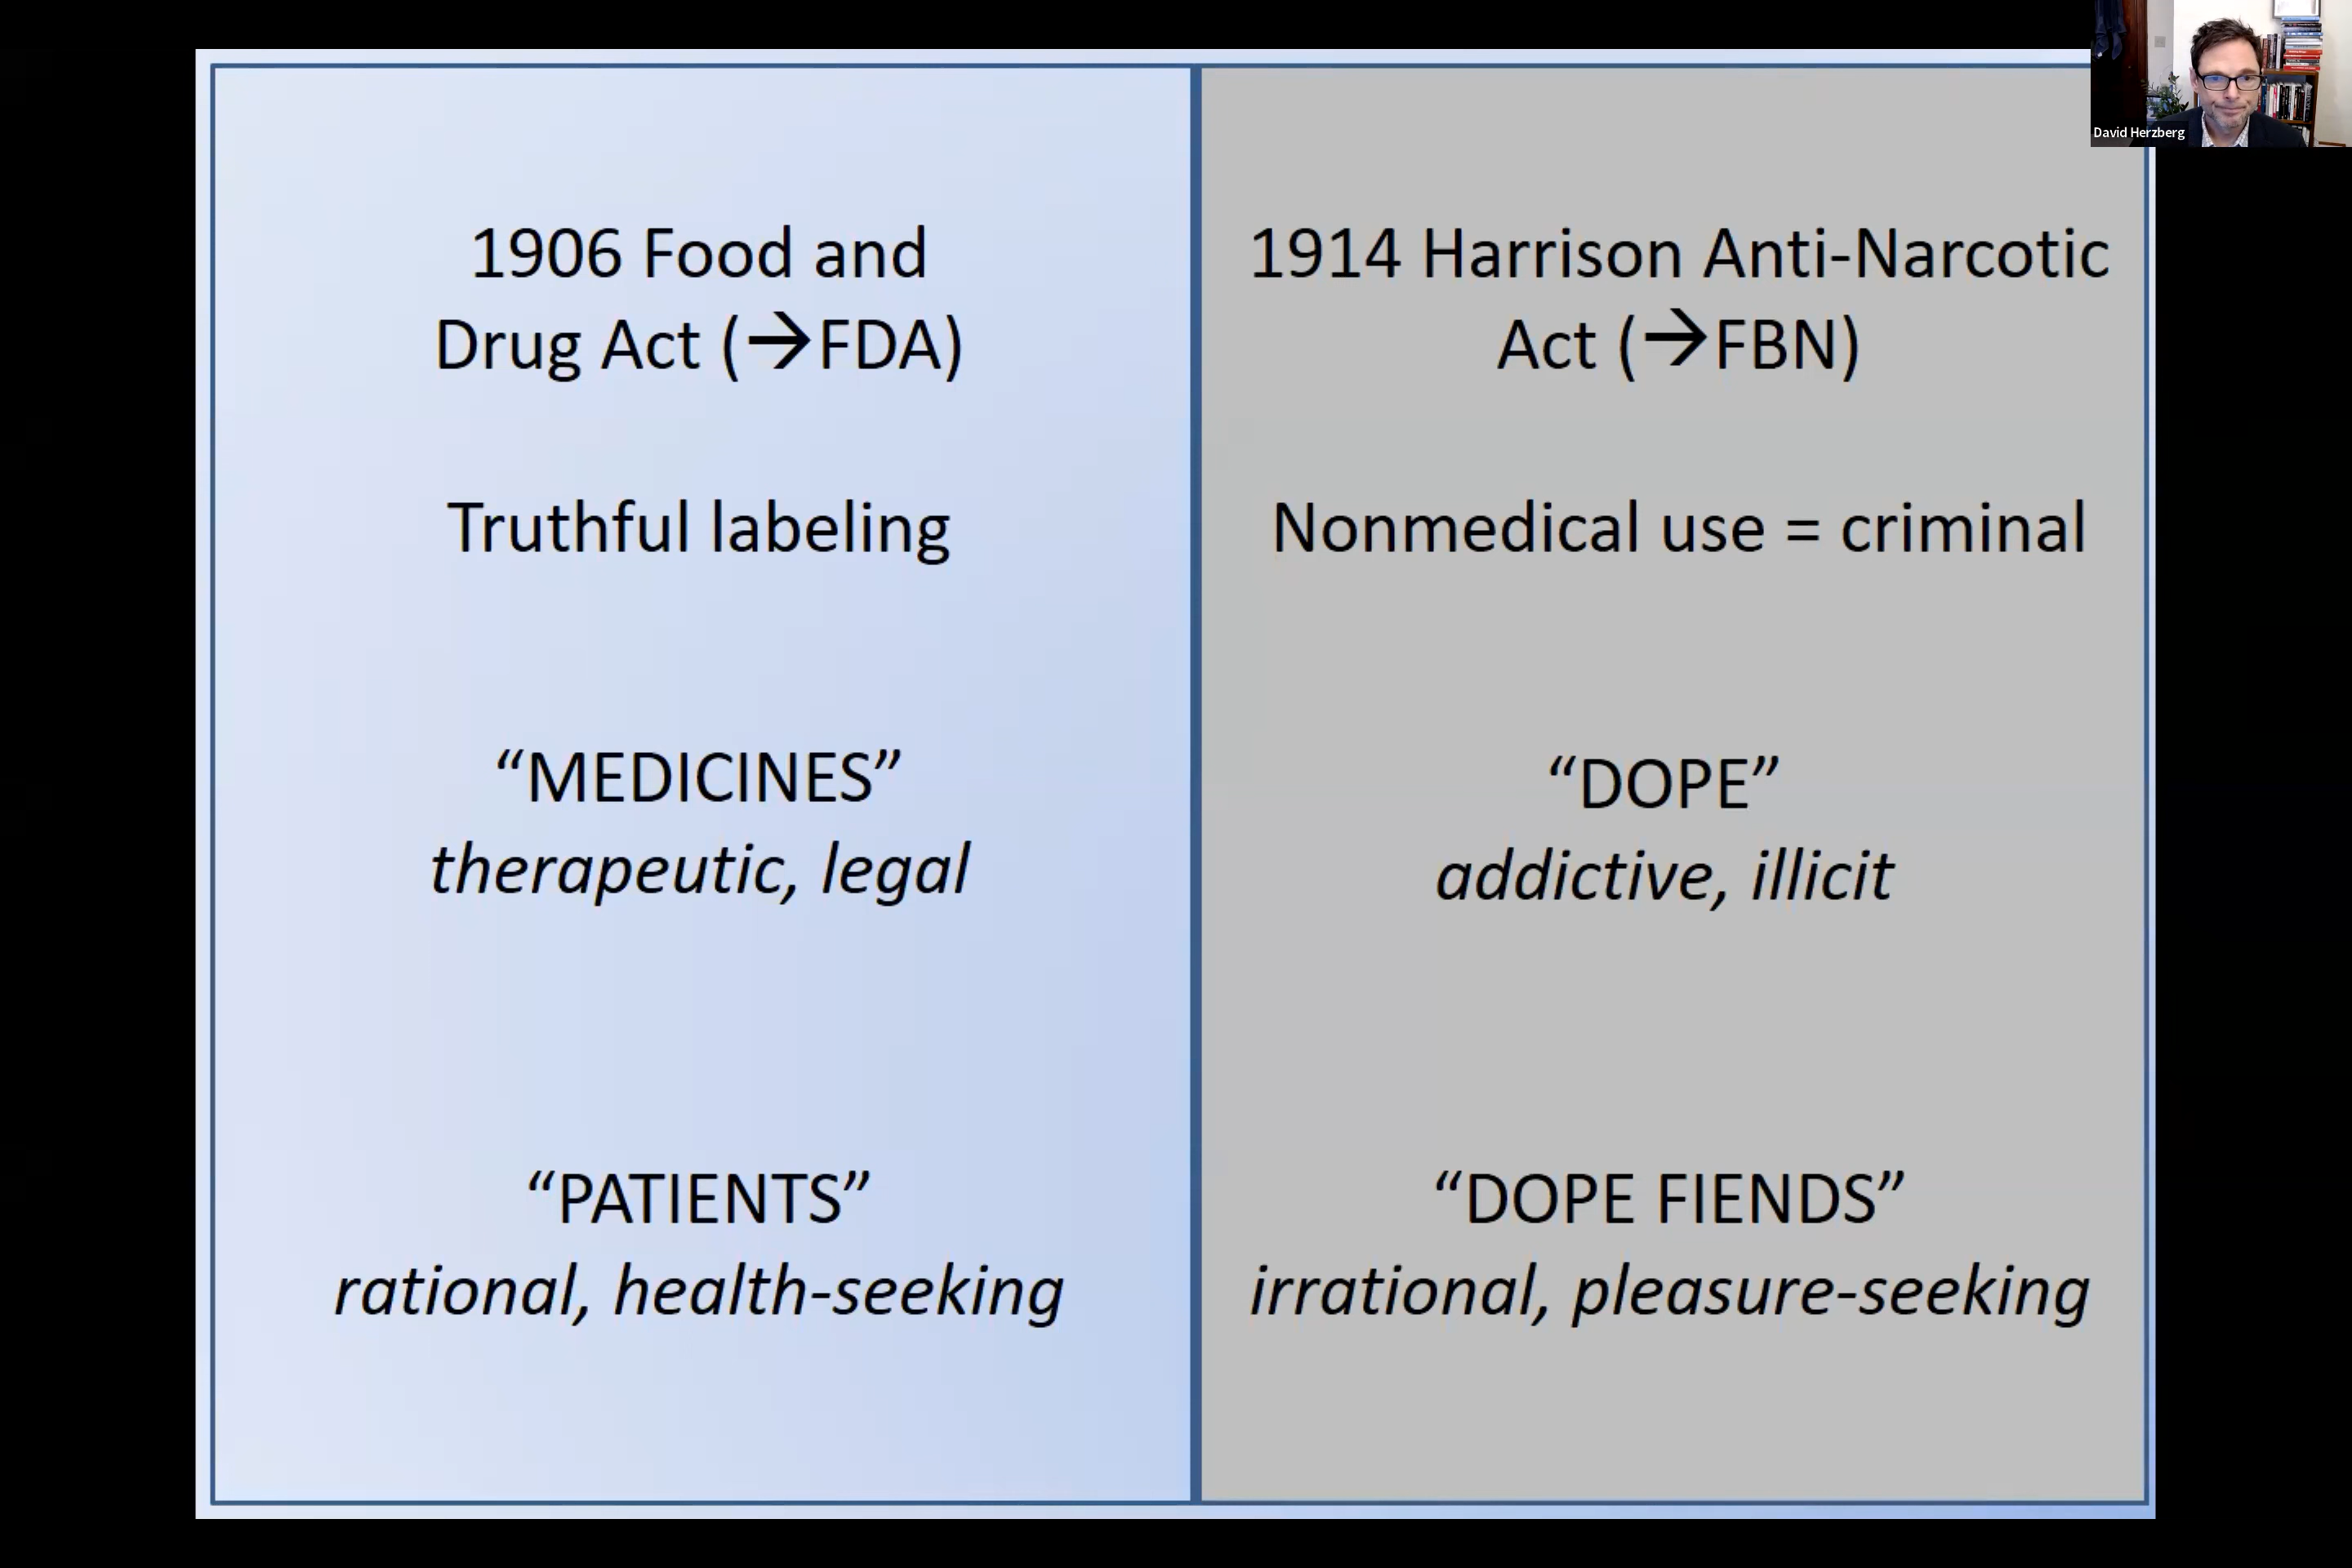 1906 Food and
Drug Act (→FDA)
Truthful labeling
“MEDICINES”
therapeutic, legal
“PATIENTS”
rational, health-seeking
1914 Harrison Anti-Narcotic
Act (→FBN)
Nonmedical use = criminal
“DOPE”
addictive, illicit
“DOPE FIENDS”
irrational, pleasure-seeking
David Herzberg